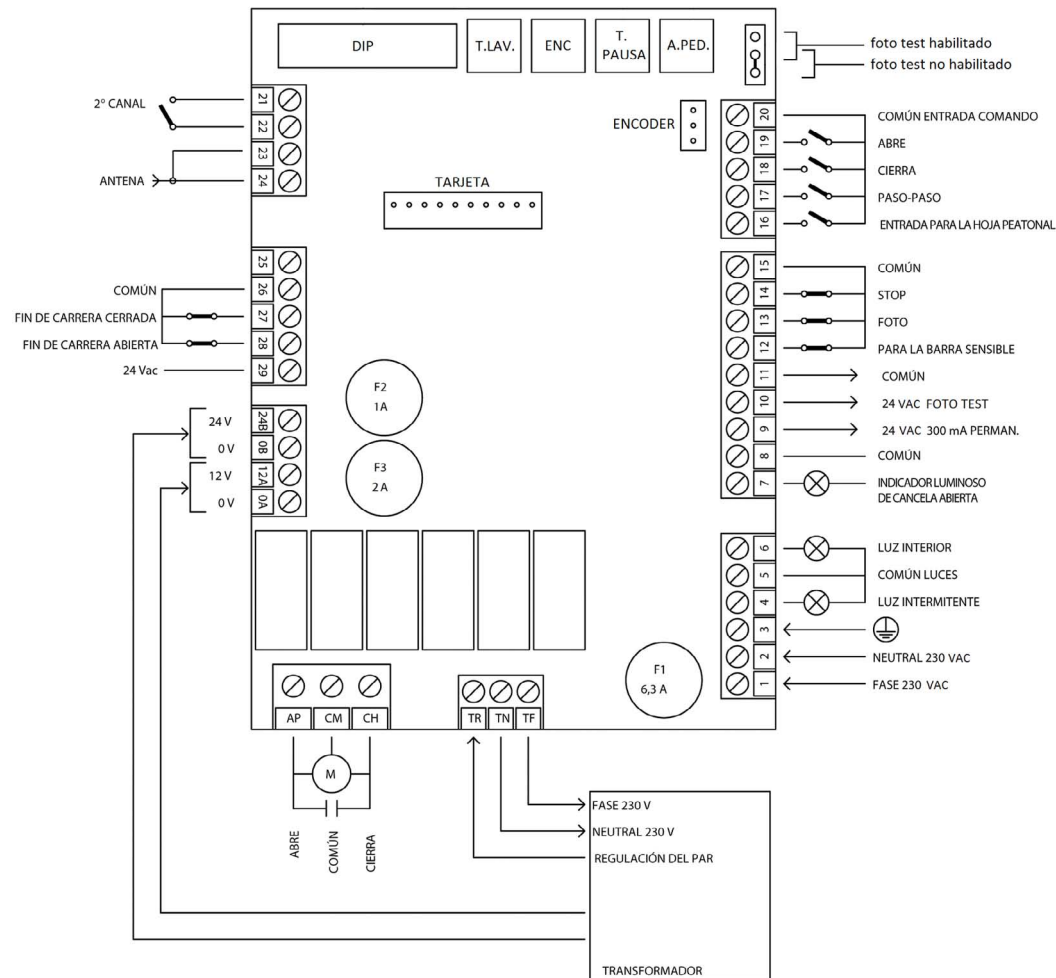 DIP
T.LAV.
ENC
T.
PAUSA
A.PED.
foto test habilitado
foto test no habilitado
2° CANAL
21
22
23
24
ANTENA
ENCODER
TARJETA
20
19
18
17
16
COMÚN ENTRADA COMANDO
ABRE
CIERRA
PASO-PASO
ENTRADA PARA LA HOJA PEATONAL
25
26
27
28
29
COMÚN
FIN DE CARRERA CERRADA
FIN DE CARRERA ABIERTA
24 Vac
15
14
13
12
11
10
9
8
7
COMÚN
STOP
FOTO
PARA LA BARRA SENSIBLE
COMÚN
24 VAC FOTO TEST
24 VAC 300 mA PERMAN.
COMÚN
INDICADOR LUMINOSO
DE CANCELA ABIERTA
F2
1 A
F3
2 A
24 V
0 V
12 V
0 V
24B
0B
12A
0A
6
5
4
3
2
1
LUZ INTERIOR
COMÚN LUCES
LUZ INTERMITENTE
NEUTRAL 230 VAC
FASE 230 VAC
F1
6,3 A
AP
CM
CH
TR
TN
TF
M
ABRE
COMÚN
CIERRA
FASE 230 V
NEUTRAL 230 V
REGULACIÓN DEL PAR
TRANSFORMADOR